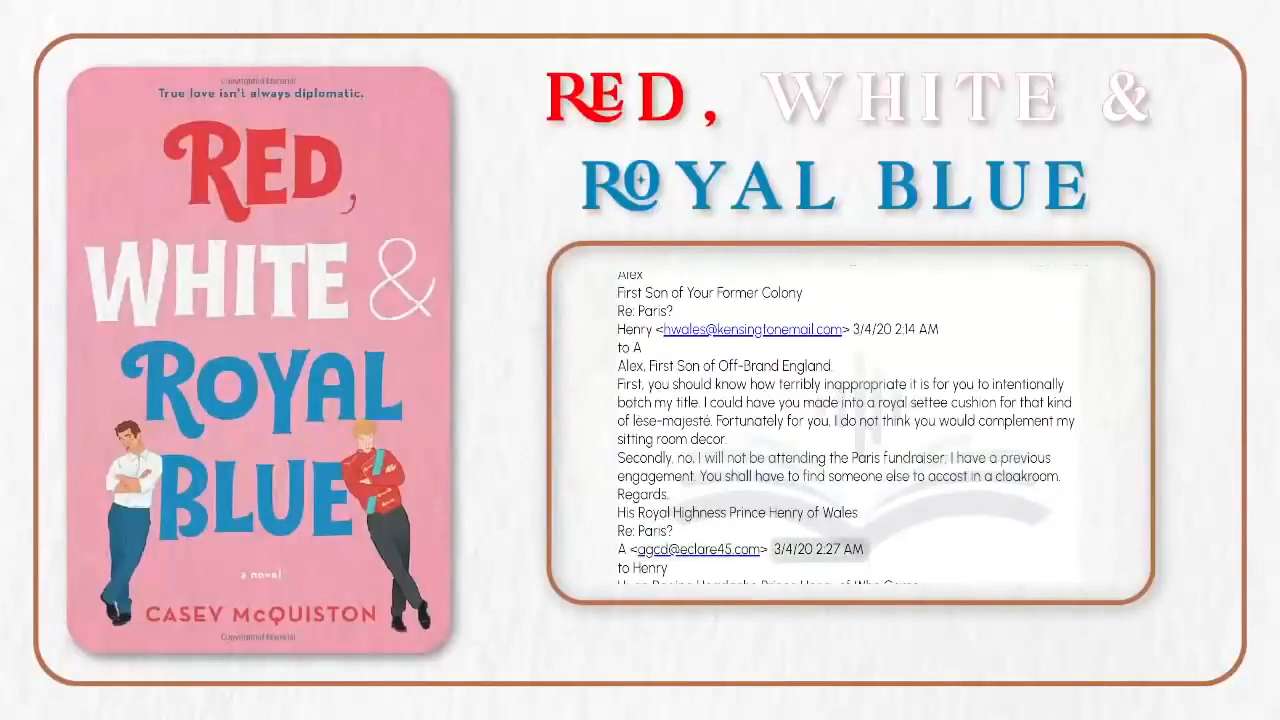 Copyrighted Material
True love isn't always diplomatic.
RED,
WHITE &
ROYAL
BLUE
a novel
CASEY McQUISTON
Copyrighted Material
RED, WHITE &
ROYAL BLUE
Alex
First Son of Your Former Colony
Re: Paris?
Henry <hwales@kensingtonemail.com> 3/4/20 2:14 AM
to A
Alex, First Son of Off-Brand England:
First, you should know how terribly inappropriate it is for you to intentionally
botch my title. I could have you made into a royal settee cushion for that kind
of lèse-majesté. Fortunately for you, I do not think you would complement my
sitting room decor.
Secondly, no, I will not be attending the Paris fundraiser; I have a previous
engagement. You shall have to find someone else to accost in a cloakroom.
Regards,
His Royal Highness Prince Henry of Wales
Re: Paris?
A <agcd@eclare45.com> 3/4/20 2:27 AM
to Henry